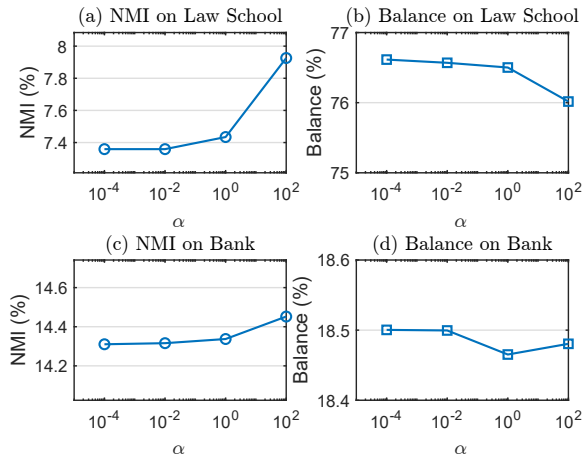 (a) NMI on Law School
8
7.8
7.6
7.4
NMI (%)
10^-4 10^-2 10^0 10^2
α
(b) Balance on Law School
77
76
75
Balance (%)
10^-4 10^-2 10^0 10^2
α
(c) NMI on Bank
14.6
14.4
14.2
NMI (%)
10^-4 10^-2 10^0 10^2
α
(d) Balance on Bank
18.6
18.5
18.4
Balance (%)
10^-4 10^-2 10^0 10^2
α